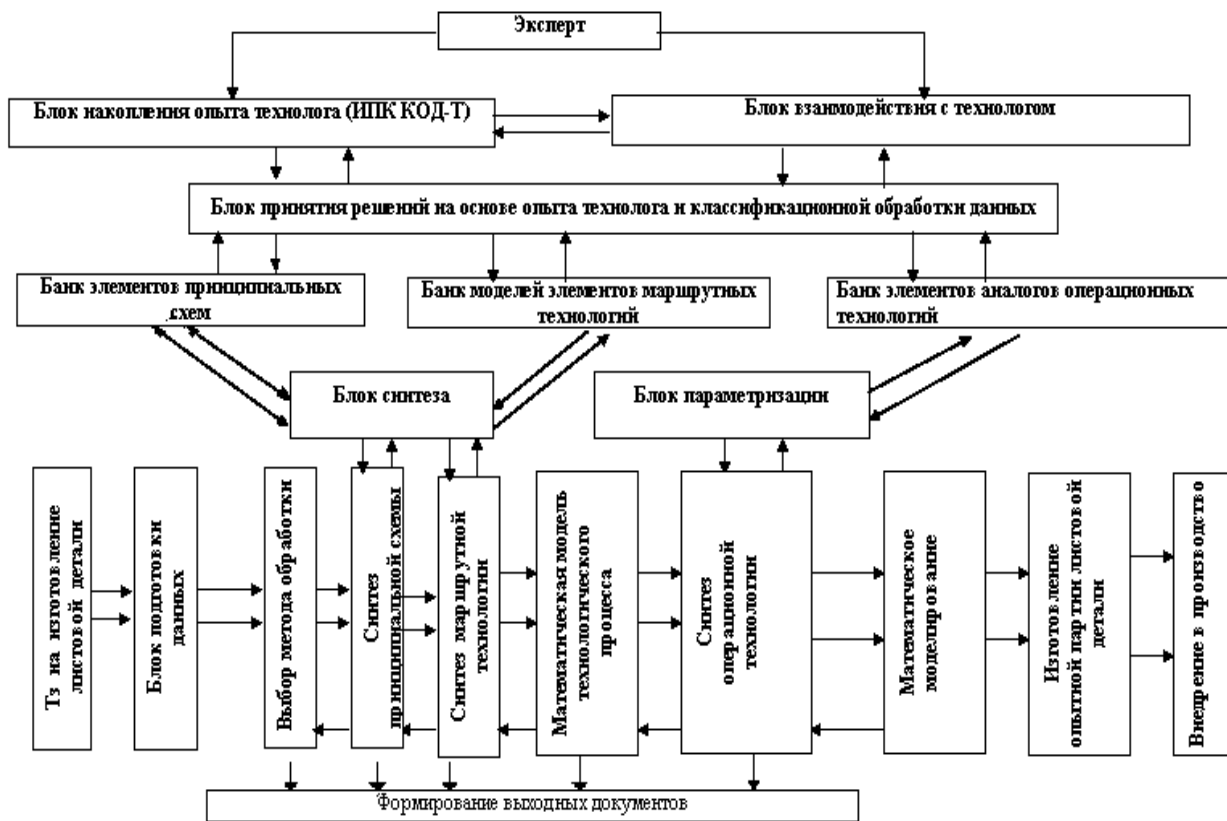 Эксперт
Блок накопления опыта технолога (ИПК КОД-Т)
Блок взаимодействия с технологом
Блок принятия решений на основе опыта технолога и классификационной обработки данных
Банк элементов принципиальных
схем
Банк моделей элементов маршрутных
технологий
Банк элементов аналогов операционных
технологий
Блок синтеза
Блок параметризации
Тз на изготовление
листовой детали
Блок подготовки
данных
Выбор метода обработки
Синтез
принципиальной схемы
Синтез маршрутной
технологии
Математическая модель
технологического
процесса
Синтез
операционной
технологии
Математическое
моделирование
Изготовление
опытной партии листовой
детали
Внедрение в производство
Формирование выходных документов